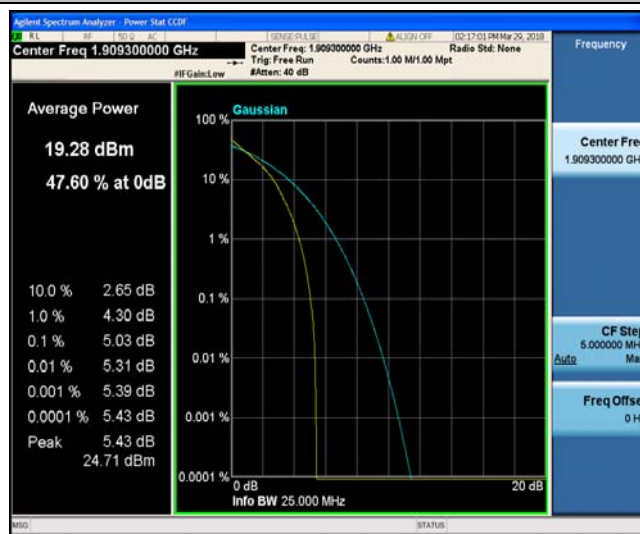 Agilent Spectrum Analyzer - Power Stat CCDF
RL RF 50 Ω AC SENSE:PULSE ALIGN OFF 02:17:01 PM Mar 29, 2018
Center Freq 1.909300000 GHz
Center Freq: 1.909300000 GHz Radio Std: None
Trig: Free Run Counts:1.00 M/1.00 Mpt
#IFGain:Low #Atten: 40 dB
Frequency
Average Power
19.28 dBm
47.60 % at 0dB
10.0 % 2.65 dB
1.0 % 4.30 dB
0.1 % 5.03 dB
0.01 % 5.31 dB
0.001 % 5.39 dB
0.0001 % 5.43 dB
Peak 5.43 dB
24.71 dBm
Gaussian
100 %
10 %
1 %
0.1 %
0.01 %
0.001 %
0.0001 %
0 dB 20 dB
Info BW 25.000 MHz
Center Fre
1.909300000 GH
CF Step
5.000000 MH
Auto Ma
Freq Offse
0 H
MSG STATUS